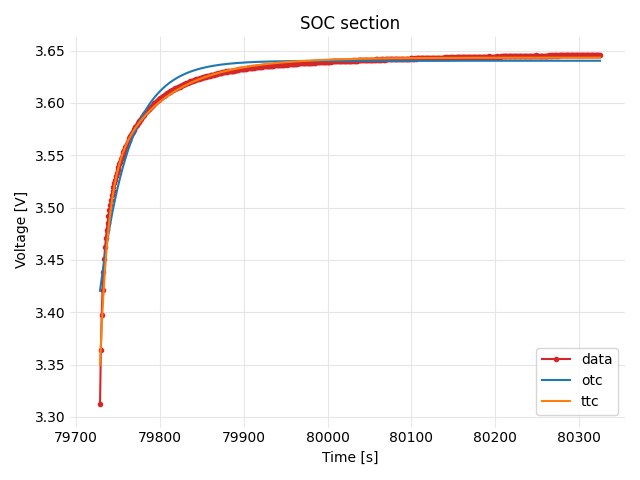 SOC section
3.65
3.60
3.55
3.50
3.45
3.40
3.35
3.30
Voltage [V]
data
otc
ttc
79700 79800 79900 80000 80100 80200 80300
Time [s]